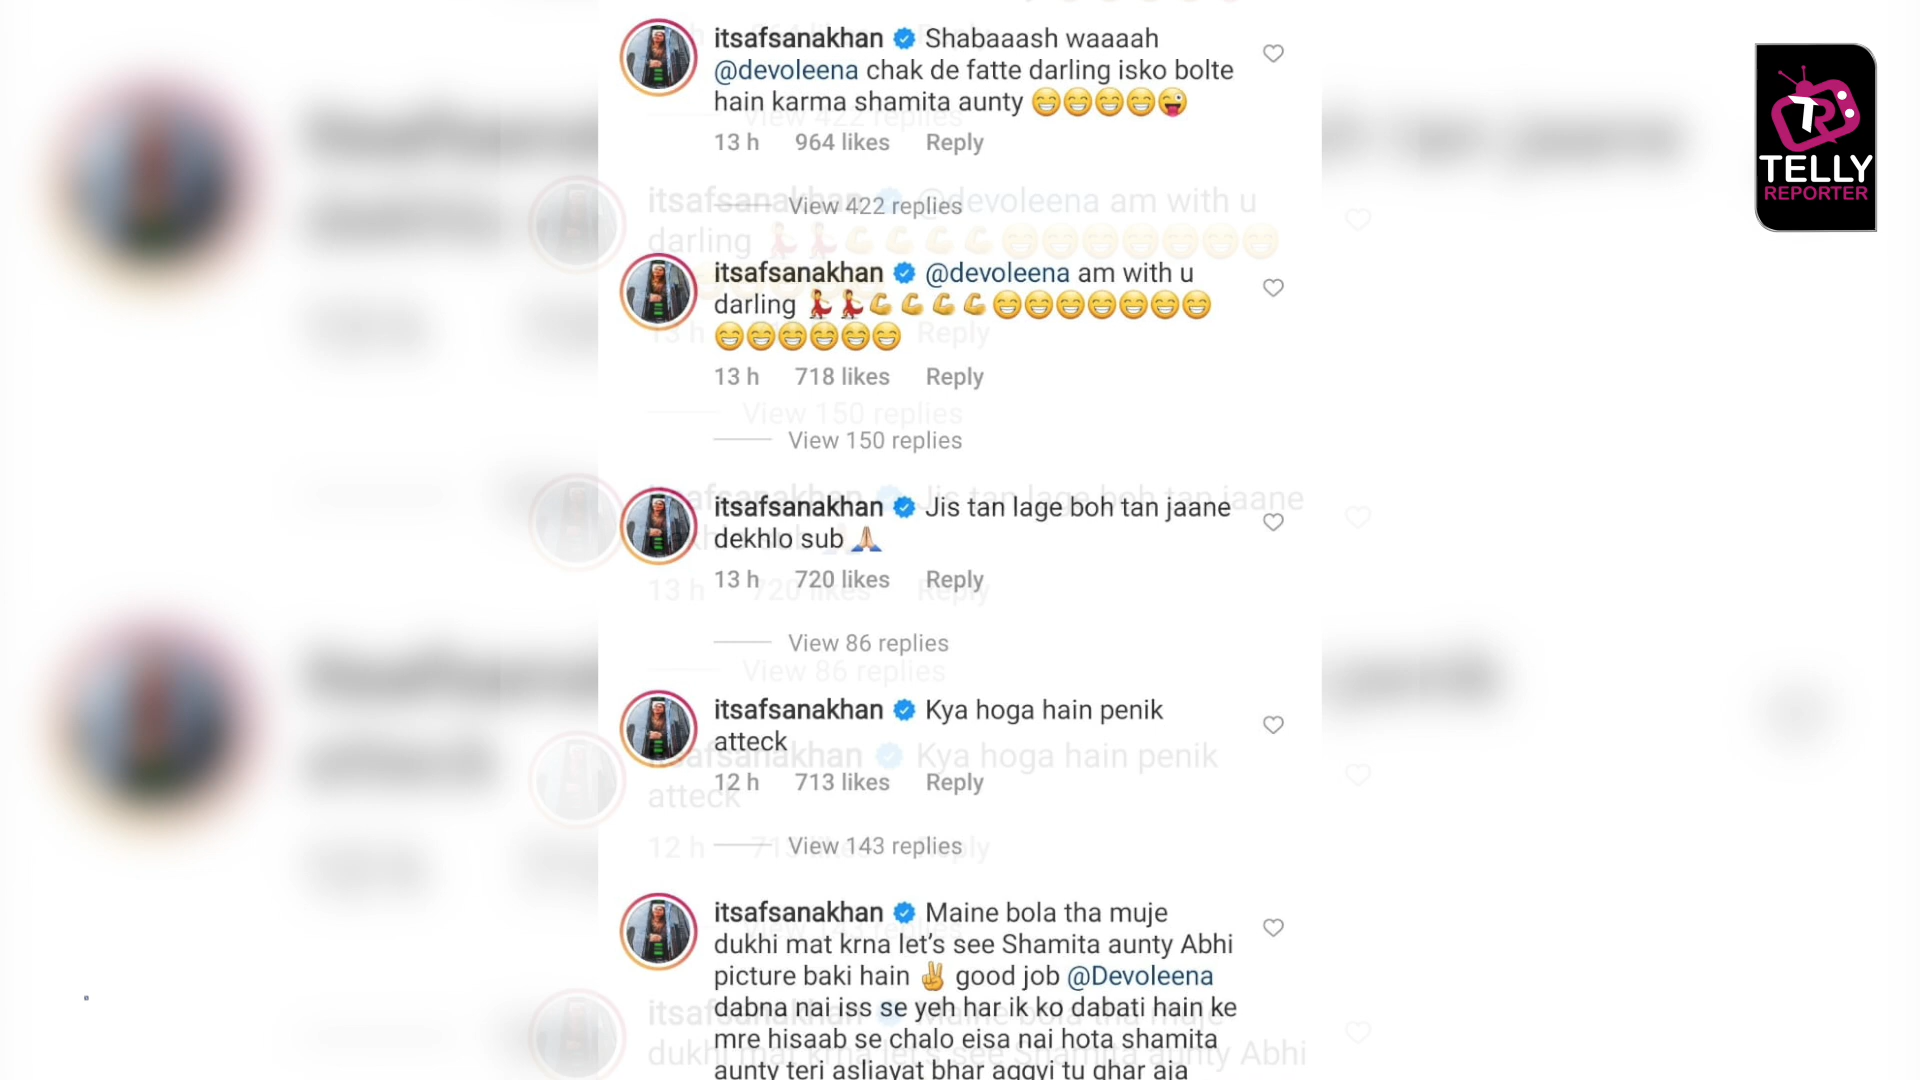 itsafsanakhan Shabaaash waaaah
@devoleena chak de fatte darling isko bolte
hain karma shamita aunty 😁😁😁😁😜
13 h 964 likes Reply
View 422 replies
itsafsanakhan @devoleena am with u
darling 💃💃💪💪💪💪😁😁😁😁😁😁😁
😁😁😁😁😁😁
13 h 718 likes Reply
View 150 replies
itsafsanakhan Jis tan lage boh tan jaane
dekhlo sub 🙏
13 h 720 likes Reply
View 86 replies
itsafsanakhan Kya hoga hain penik
atteck
12 h 713 likes Reply
View 143 replies
itsafsanakhan Maine bola tha muje
dukhi mat krna let's see Shamita aunty Abhi
picture baki hain ✌ good job @Devoleena
dabna nai iss se yeh har ik ko dabati hain ke
mre hisaab se chalo eisa nai hota shamita
aunty teri asliayat bhar aggyi tu ghar aja
TR
TELLY
REPORTER